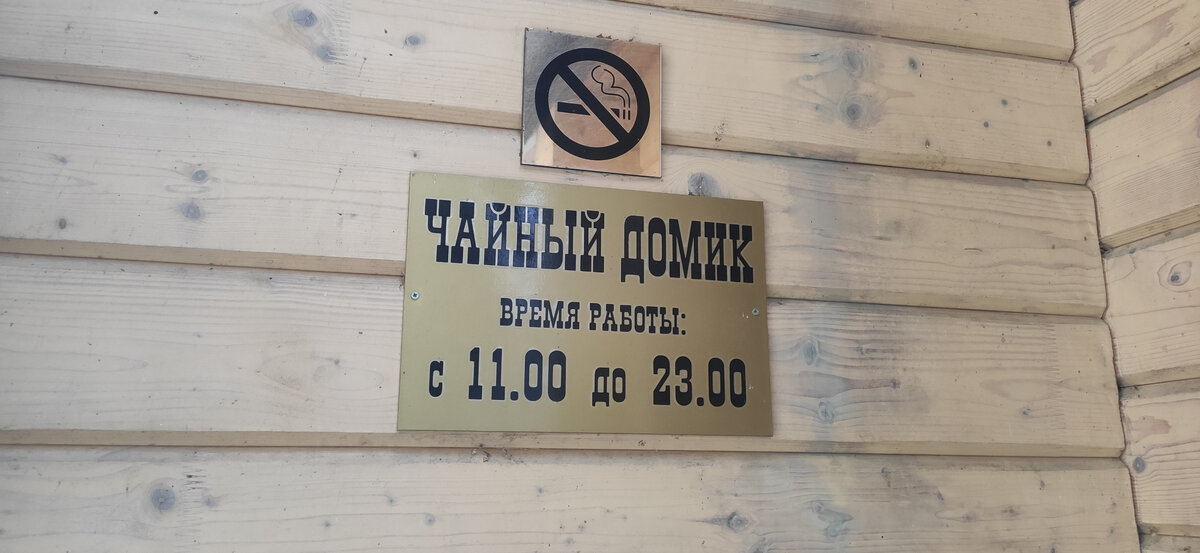 ЧАЙНЫЙ ДОМИК
ВРЕМЯ РАБОТЫ:
С 11.00 ДО 23.00